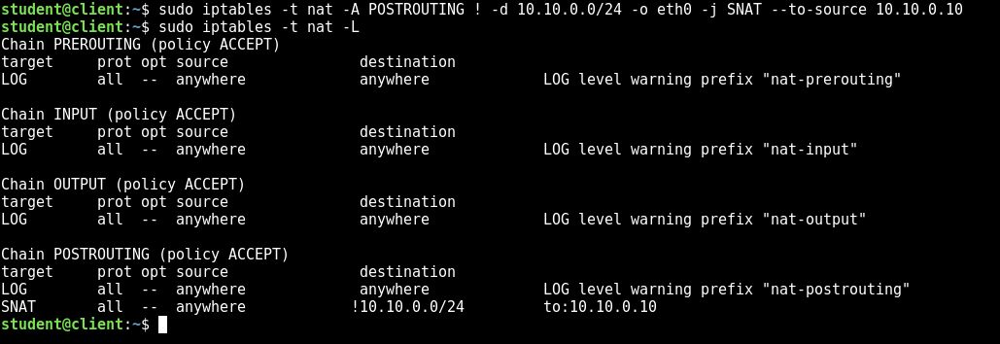 student@client:~$ sudo iptables -t nat -A POSTROUTING ! -d 10.10.0.0/24 -o eth0 -j SNAT --to-source 10.10.0.10
student@client:~$ sudo iptables -t nat -L
Chain PREROUTING (policy ACCEPT)
target     prot opt source               destination
LOG        all  --  anywhere             anywhere             LOG level warning prefix "nat-prerouting"

Chain INPUT (policy ACCEPT)
target     prot opt source               destination
LOG        all  --  anywhere             anywhere             LOG level warning prefix "nat-input"

Chain OUTPUT (policy ACCEPT)
target     prot opt source               destination
LOG        all  --  anywhere             anywhere             LOG level warning prefix "nat-output"

Chain POSTROUTING (policy ACCEPT)
target     prot opt source               destination
LOG        all  --  anywhere             anywhere             LOG level warning prefix "nat-postrouting"
SNAT       all  --  anywhere            !10.10.0.0/24         to:10.10.0.10
student@client:~$